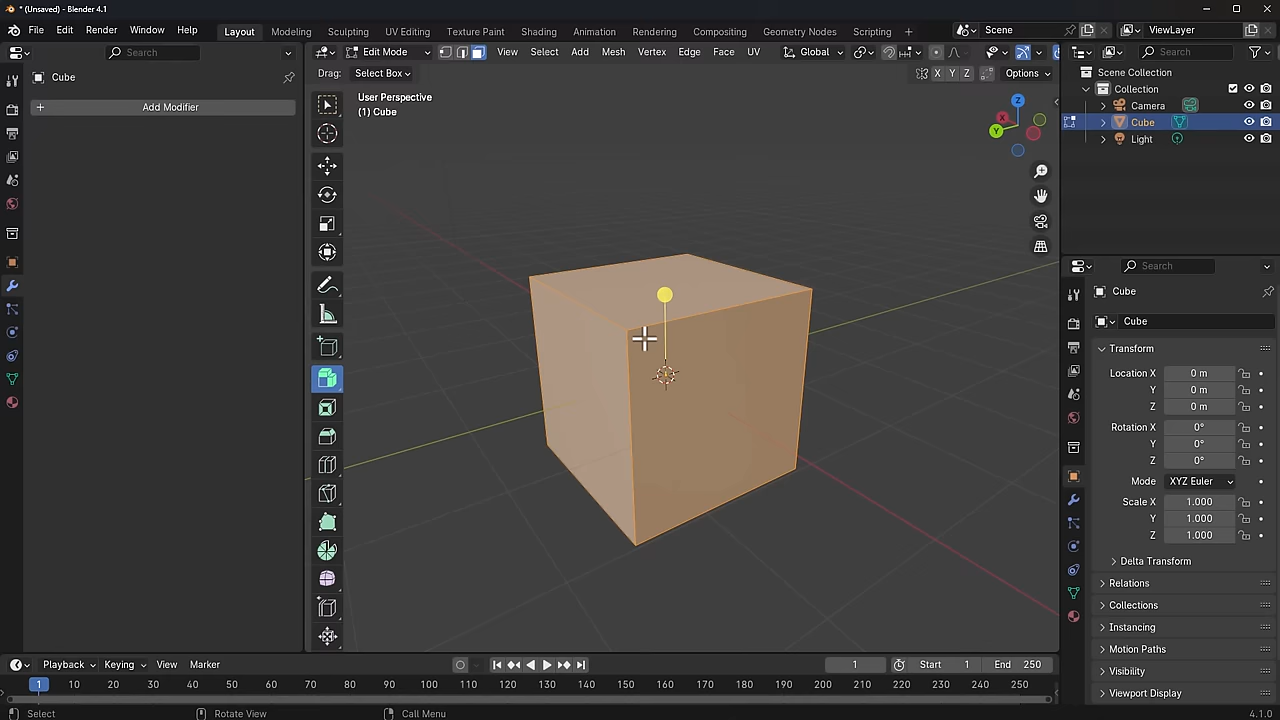 * (Unsaved) - Blender 4.1
File Edit Render Window Help Layout Modeling Sculpting UV Editing Texture Paint Shading Animation Rendering Compositing Geometry Nodes Scripting + Scene ViewLayer
Search
Edit Mode View Select Add Mesh Vertex Edge Face UV Global
Search
Cube
Drag: Select Box
X Y Z Options
Add Modifier
User Perspective
(1) Cube
Z
X
Y
Scene Collection
Collection
Camera
Cube
Light
Search
Cube
Cube
Transform
Location X 0 m
Y 0 m
Z 0 m
Rotation X 0°
Y 0°
Z 0°
Mode XYZ Euler
Scale X 1.000
Y 1.000
Z 1.000
Delta Transform
Relations
Collections
Instancing
Motion Paths
Visibility
Viewport Display
Playback Keying View Marker 1 Start 1 End 250
1 10 20 30 40 50 60 70 80 90 100 110 120 130 140 150 160 170 180 190 200 210 220 230 240 250
Select Rotate View Call Menu 4.1.0